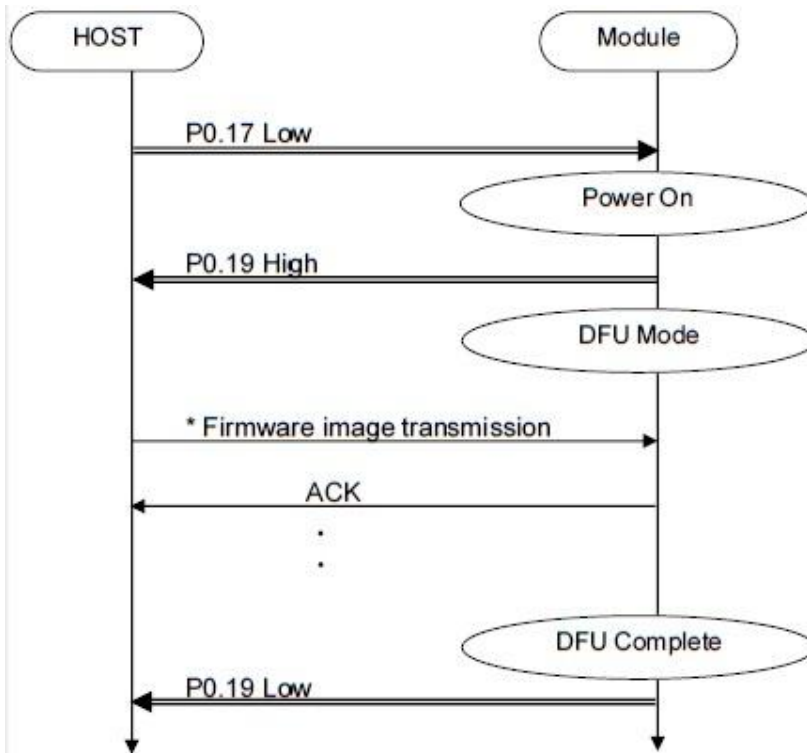 HOST
Module
P0.17 Low
Power On
P0.19 High
DFU Mode
* Firmware image transmission
ACK
.
.
DFU Complete
P0.19 Low